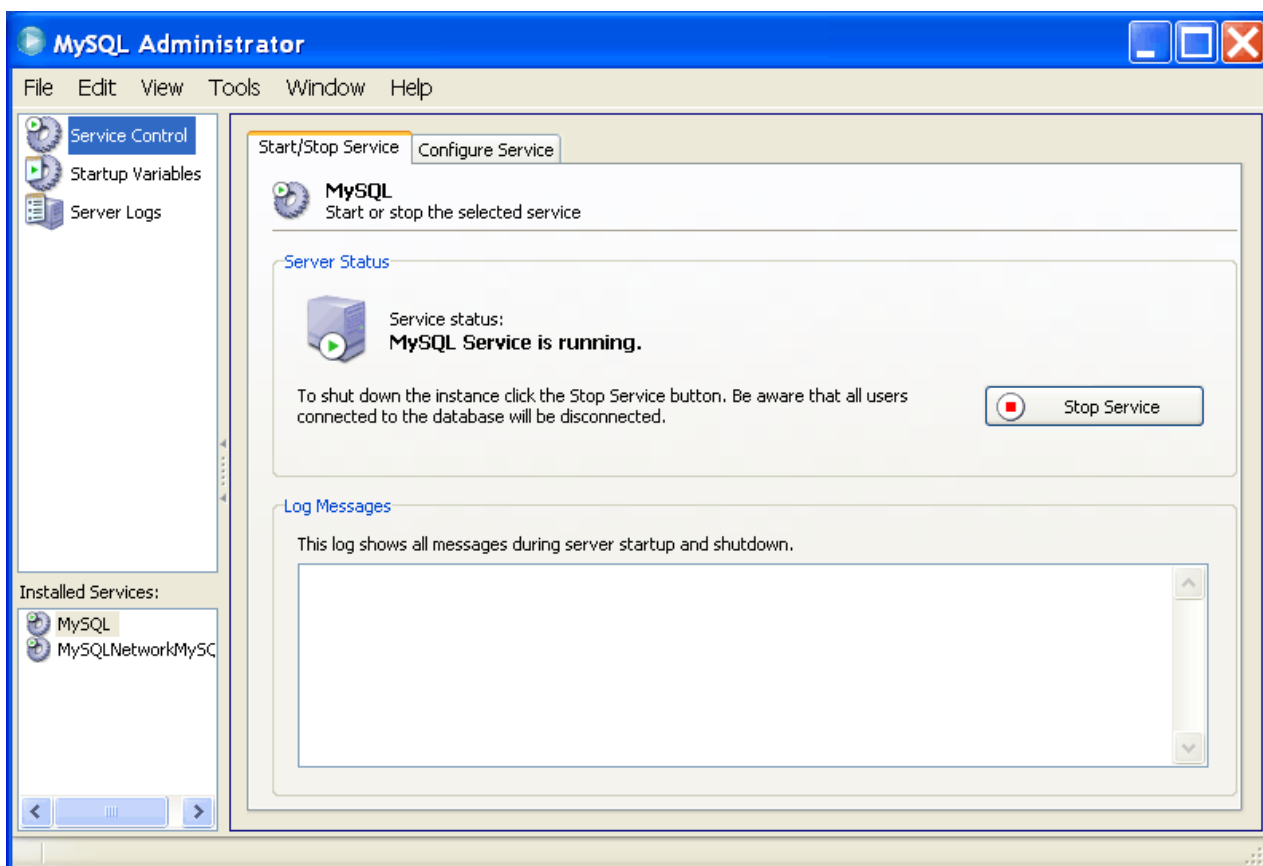 MySQL Administrator
File Edit View Tools Window Help
Service Control
Startup Variables
Server Logs
Installed Services:
MySQL
MySQLNetworkMySQ
Start/Stop Service Configure Service
MySQL
Start or stop the selected service
Server Status
Service status:
MySQL Service is running.
To shut down the instance click the Stop Service button. Be aware that all users
connected to the database will be disconnected.
Stop Service
Log Messages
This log shows all messages during server startup and shutdown.